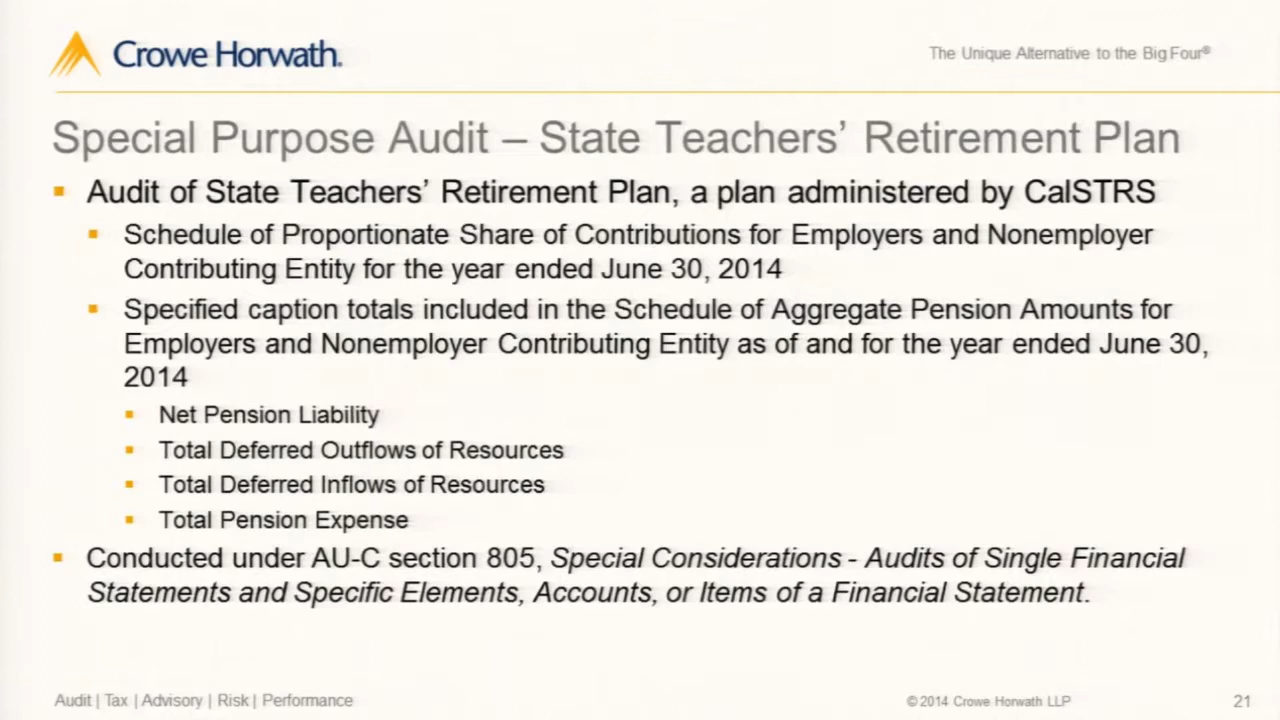 Crowe Horwath.
The Unique Alternative to the Big Four®
Special Purpose Audit – State Teachers’ Retirement Plan
▪ Audit of State Teachers’ Retirement Plan, a plan administered by CalSTRS
▪ Schedule of Proportionate Share of Contributions for Employers and Nonemployer
Contributing Entity for the year ended June 30, 2014
▪ Specified caption totals included in the Schedule of Aggregate Pension Amounts for
Employers and Nonemployer Contributing Entity as of and for the year ended June 30,
2014
▪ Net Pension Liability
▪ Total Deferred Outflows of Resources
▪ Total Deferred Inflows of Resources
▪ Total Pension Expense
▪ Conducted under AU-C section 805, Special Considerations - Audits of Single Financial
Statements and Specific Elements, Accounts, or Items of a Financial Statement.
Audit | Tax | Advisory | Risk | Performance
© 2014 Crowe Horwath LLP
21